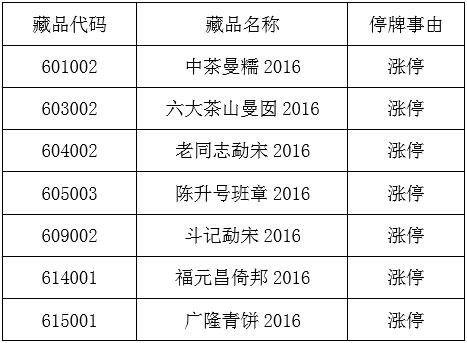 藏品代码 藏品名称 停牌事由
601002 中茶曼糯 2016 涨停
603002 六大茶山曼囡 2016 涨停
604002 老同志勐宋 2016 涨停
605003 陈升号班章 2016 涨停
609002 斗记勐宋 2016 涨停
614001 福元昌倚邦 2016 涨停
615001 广隆青饼 2016 涨停